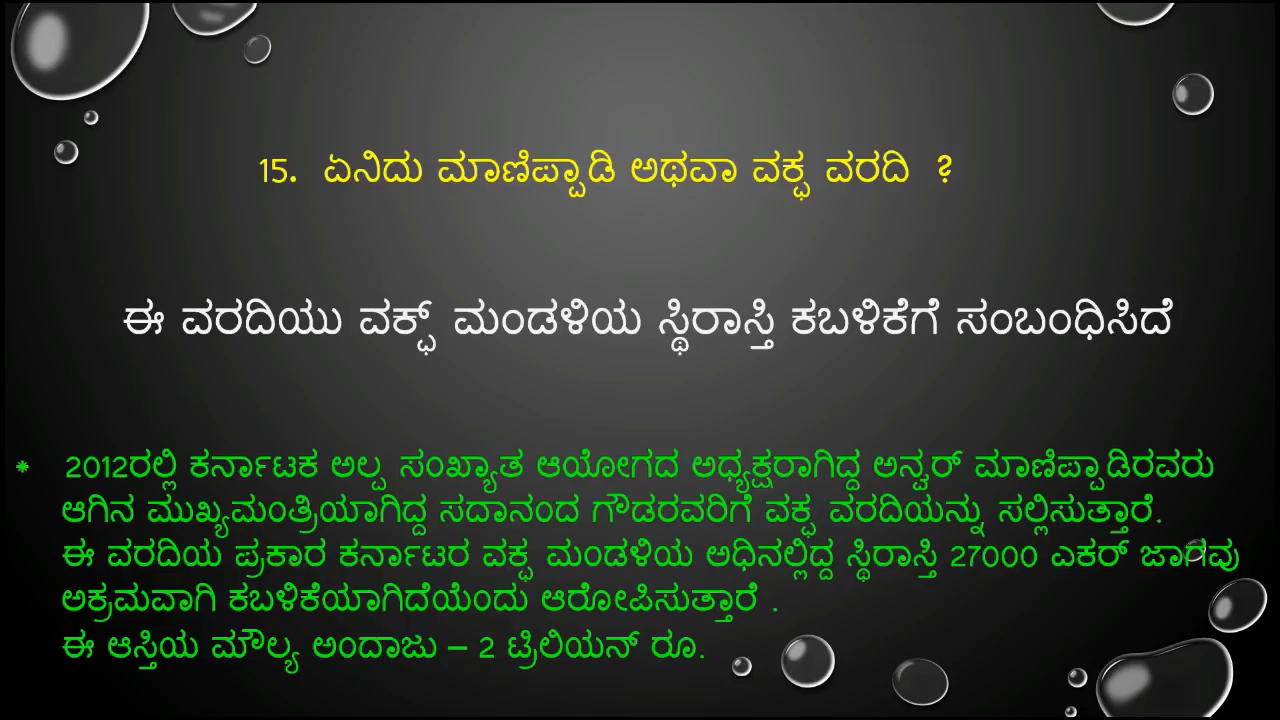 15. ಏನಿದು ಮಾಣಿಪ್ಪಾಡಿ ಅಥವಾ ವಕ್ಫ ವರದಿ ?
ಈ ವರದಿಯು ವಕ್ಫ್ ಮಂಡಳಿಯ ಸ್ಥಿರಾಸ್ತಿ ಕಬಳಿಕೆಗೆ ಸಂಬಂಧಿಸಿದೆ
* 2012ರಲ್ಲಿ ಕರ್ನಾಟಕ ಅಲ್ಪ ಸಂಖ್ಯಾತ ಆಯೋಗದ ಅಧ್ಯಕ್ಷರಾಗಿದ್ದ ಅನ್ವರ್ ಮಾಣಿಪ್ಪಾಡಿರವರು
ಆಗಿನ ಮುಖ್ಯಮಂತ್ರಿಯಾಗಿದ್ದ ಸದಾನಂದ ಗೌಡರವರಿಗೆ ವಕ್ಫ ವರದಿಯನ್ನು ಸಲ್ಲಿಸುತ್ತಾರೆ.
ಈ ವರದಿಯ ಪ್ರಕಾರ ಕರ್ನಾಟರ ವಕ್ಫ ಮಂಡಳಿಯ ಅಧಿನಲ್ಲಿದ್ದ ಸ್ಥಿರಾಸ್ತಿ 27000 ಎಕರ್ ಜಾಗವು
ಅಕ್ರಮವಾಗಿ ಕಬಳಿಕೆಯಾಗಿದೆಯೆಂದು ಆರೋಪಿಸುತ್ತಾರೆ .
ಈ ಆಸ್ತಿಯ ಮೌಲ್ಯ ಅಂದಾಜು – 2 ಟ್ರಿಲಿಯನ್ ರೂ.